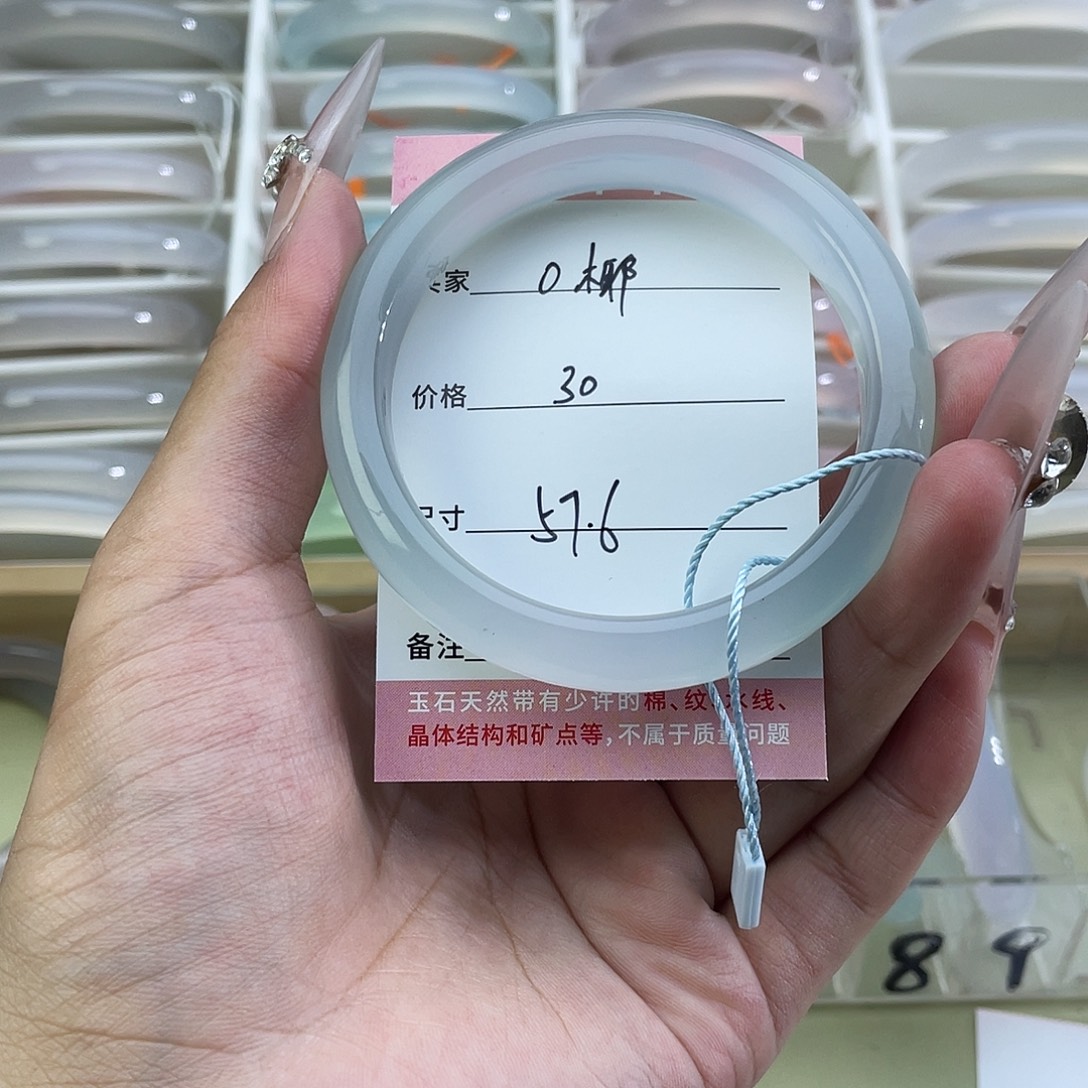 家 0椰
价格 30
寸 57.6
备注
玉石天然带有少许的棉、纹、水线、
晶体结构和矿点等,不属于质量问题
8 9